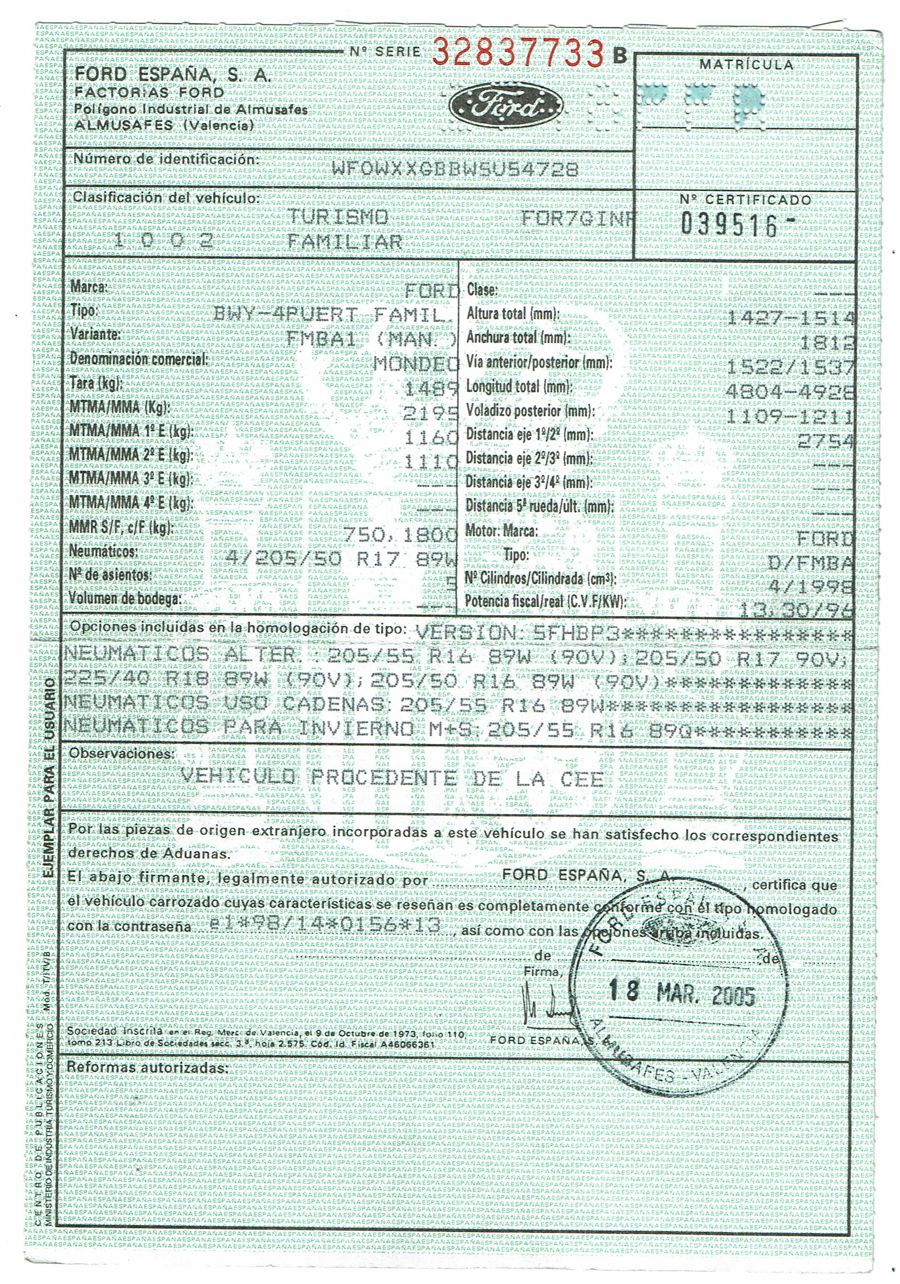 Nº SERIE 32837733 B
FORD ESPAÑA, S. A.
FACTORIAS FORD
Polígono Industrial de Almusafes
ALMUSAFES (Valencia)
Ford
MATRÍCULA
Número de identificación: WF0WXXGBBW5U54728
Clasificación del vehículo:
TURISMO FOR7GINF
1002 FAMILIAR
Nº CERTIFICADO
039516-
Marca: FORD
Tipo: BWY-4PUERT FAMIL.
Variante: FMBA1 (MAN.)
Denominación comercial: MONDEO
Tara (kg): 1489
MTMA/MMA (Kg): 2195
MTMA/MMA 1º E (kg): 1160
MTMA/MMA 2º E (kg): 1110
MTMA/MMA 3º E (kg): ---
MTMA/MMA 4º E (kg): ---
MMR S/F, c/F (kg): 750,1800
Neumáticos: 4/205/50 R17 89W
Nº de asientos: 5
Volumen de bodega: ---
Clase: ---
Altura total (mm): 1427-1514
Anchura total (mm): 1812
Vía anterior/posterior (mm): 1522/1537
Longitud total (mm): 4804-4928
Voladizo posterior (mm): 1109-1211
Distancia eje 1º/2º (mm): 2754
Distancia eje 2º/3º (mm): ---
Distancia eje 3º/4º (mm): ---
Distancia 5ª rueda/ult. (mm): ---
Motor: Marca: FORD
Tipo: D/FMBA
Nº Cilindros/Cilindrada (cm³): 4/1998
Potencia fiscal/real (C.V.F/KW): 13,30/96
Opciones incluidas en la homologación de tipo: VERSION: 5FHBP3********************
NEUMATICOS ALTER.: 205/55 R16 89W (90V);205/50 R17 90V;
225/40 R18 89W (90V);205/50 R16 89W (90V)****************
NEUMATICOS USO CADENAS:205/55 R16 89W*********************
NEUMATICOS PARA INVIERNO M+S:205/55 R16 89Q*************
Observaciones:
VEHICULO PROCEDENTE DE LA CEE
Por las piezas de origen extranjero incorporadas a este vehículo se han satisfecho los correspondientes
derechos de Aduanas.
El abajo firmante, legalmente autorizado por FORD ESPAÑA, S. A., certifica que
el vehículo carrozado cuyas características se reseñan es completamente conforme con el tipo homologado
con la contraseña e1*98/14*0156*13, así como con las opciones arriba incluidas.
de de
Firma,
18 MAR. 2005
ALMUSAFES - VALENCIA
FORD ESPAÑA, S.
Sociedad inscrita en el Reg. Merc. de Valencia, el 9 de Octubre de 1973, folio 110,
tomo 213 Libro de Sociedades secc. 3.ª, hoja 2.575. Cód. Id. Fiscal A46066361
Reformas autorizadas:
EJEMPLAR PARA EL USUARIO
Mod. T/ITV/B
CENTRO DE PUBLICACIONES
MINISTERIO DE INDUSTRIA, TURISMO Y COMERCIO